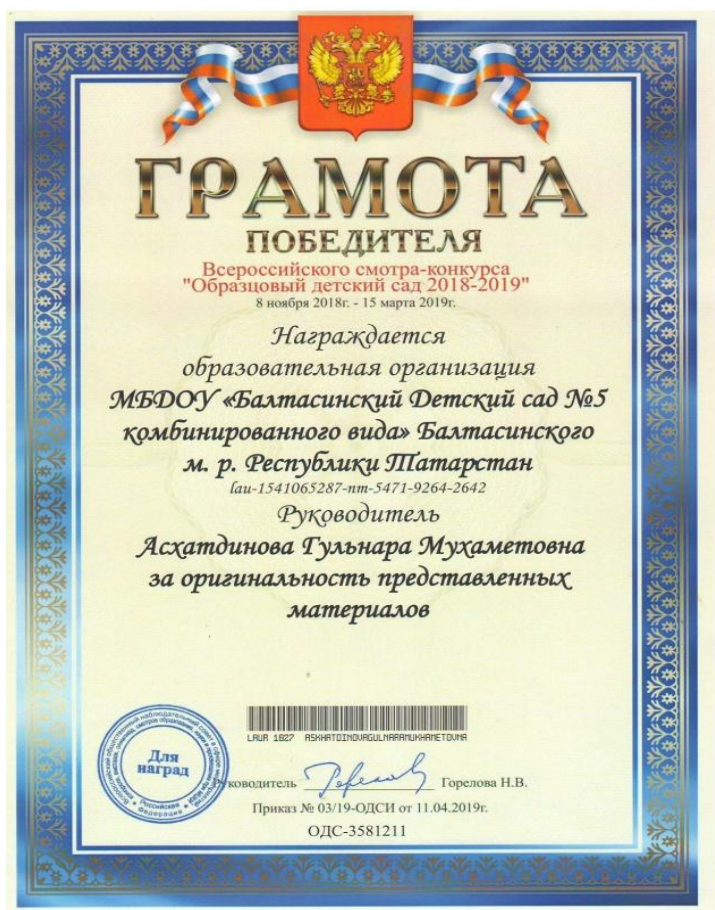 ГРАМОТА
ПОБЕДИТЕЛЯ
Всероссийского смотра-конкурса
"Образцовый детский сад 2018-2019"
8 ноября 2018г. - 15 марта 2019г.
Награждается
образовательная организация
МБДОУ «Балтасинский Детский сад №5
комбинированного вида» Балтасинского
м. р. Республики Татарстан
lau-1541065287-nm-5471-9264-2642
Руководитель
Асхатдинова Гульнара Мухаметовна
за оригинальность представленных
материалов
LAUR 1827 ASKHATDINOVAGULNARAMUKHAMETOVNA
Для
наград
Российская
Федерация
Руководитель Горелова Н.В.
Приказ № 03/19-ОДСИ от 11.04.2019г.
ОДС-3581211